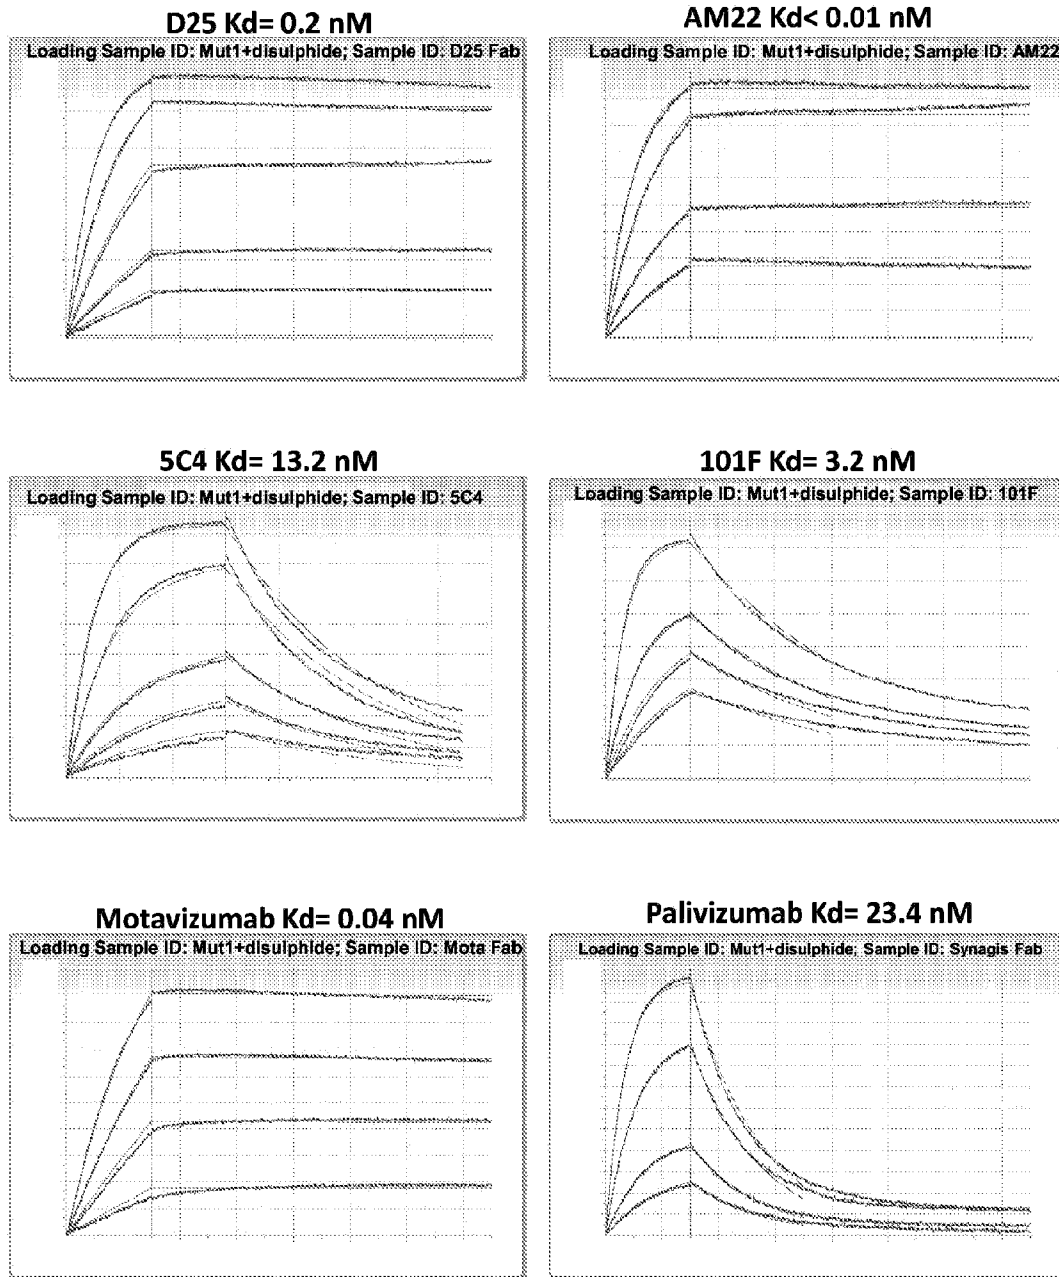 D25 Kd= 0.2 nM
Loading Sample ID: Mut1+disulphide; Sample ID: D25 Fab
AM22 Kd< 0.01 nM
Loading Sample ID: Mut1+disulphide; Sample ID: AM22
5C4 Kd= 13.2 nM
Loading Sample ID: Mut1+disulphide; Sample ID: 5C4
101F Kd= 3.2 nM
Loading Sample ID: Mut1+disulphide; Sample ID: 101F
Motavizumab Kd= 0.04 nM
Loading Sample ID: Mut1+disulphide; Sample ID: Mota Fab
Palivizumab Kd= 23.4 nM
Loading Sample ID: Mut1+disulphide; Sample ID: Synagis Fab